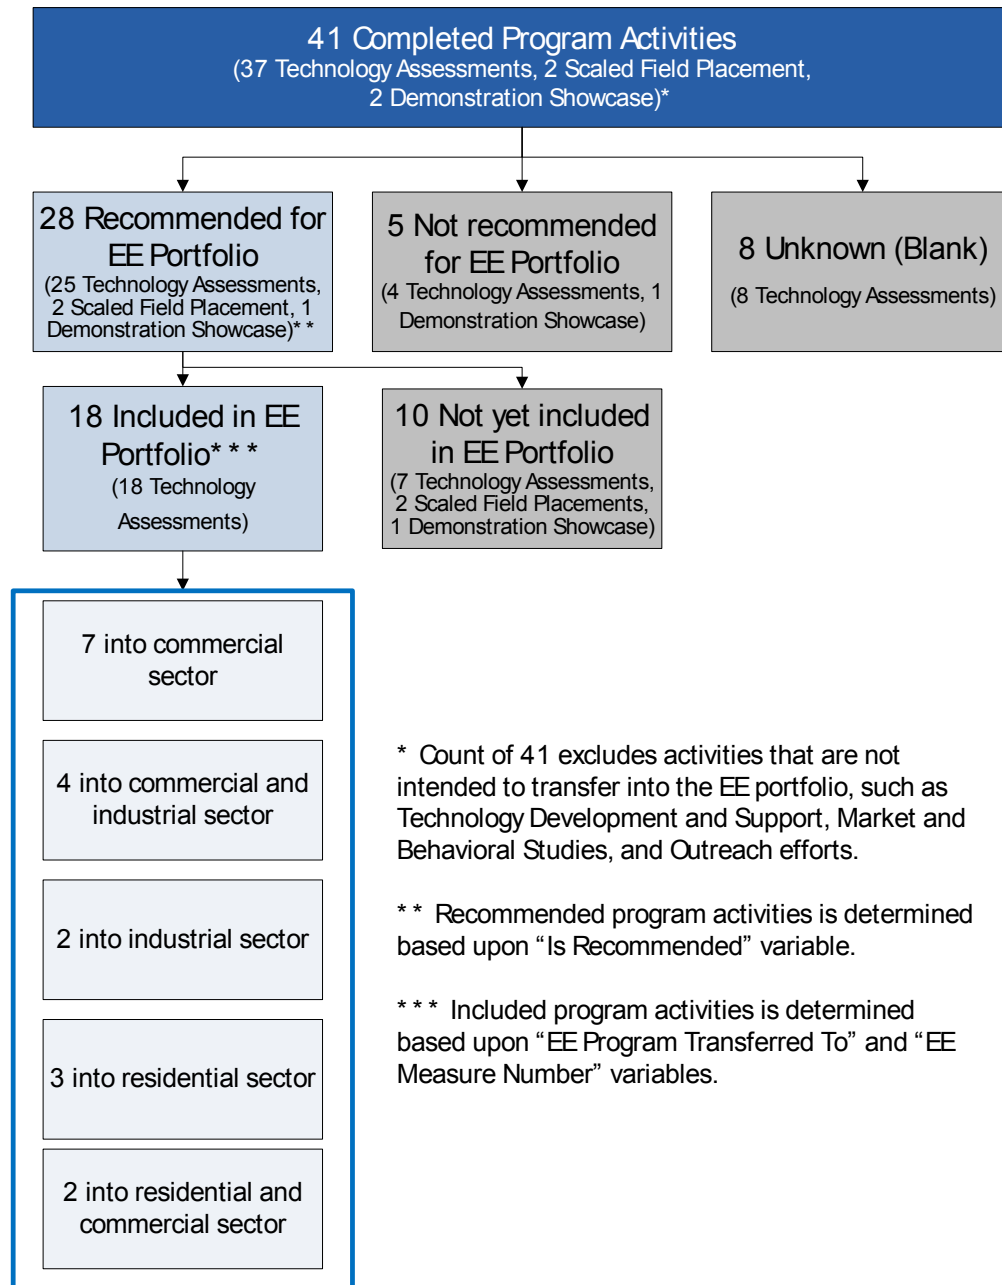 41 Completed Program Activities
(37 Technology Assessments, 2 Scaled Field Placement,
2 Demonstration Showcase)*
28 Recommended for
EE Portfolio
(25 Technology Assessments,
2 Scaled Field Placement, 1
Demonstration Showcase)**
5 Not recommended
for EE Portfolio
(4 Technology Assessments, 1
Demonstration Showcase)
8 Unknown (Blank)
(8 Technology Assessments)
18 Included in EE
Portfolio***
(18 Technology
Assessments)
10 Not yet included
in EE Portfolio
(7 Technology Assessments,
2 Scaled Field Placements,
1 Demonstration Showcase)
7 into commercial
sector
4 into commercial and
industrial sector
2 into industrial sector
3 into residential sector
2 into residential and
commercial sector
* Count of 41 excludes activities that are not
intended to transfer into the EE portfolio, such as
Technology Development and Support, Market and
Behavioral Studies, and Outreach efforts.
** Recommended program activities is determined
based upon “Is Recommended” variable.
*** Included program activities is determined
based upon “EE Program Transferred To” and “EE
Measure Number” variables.